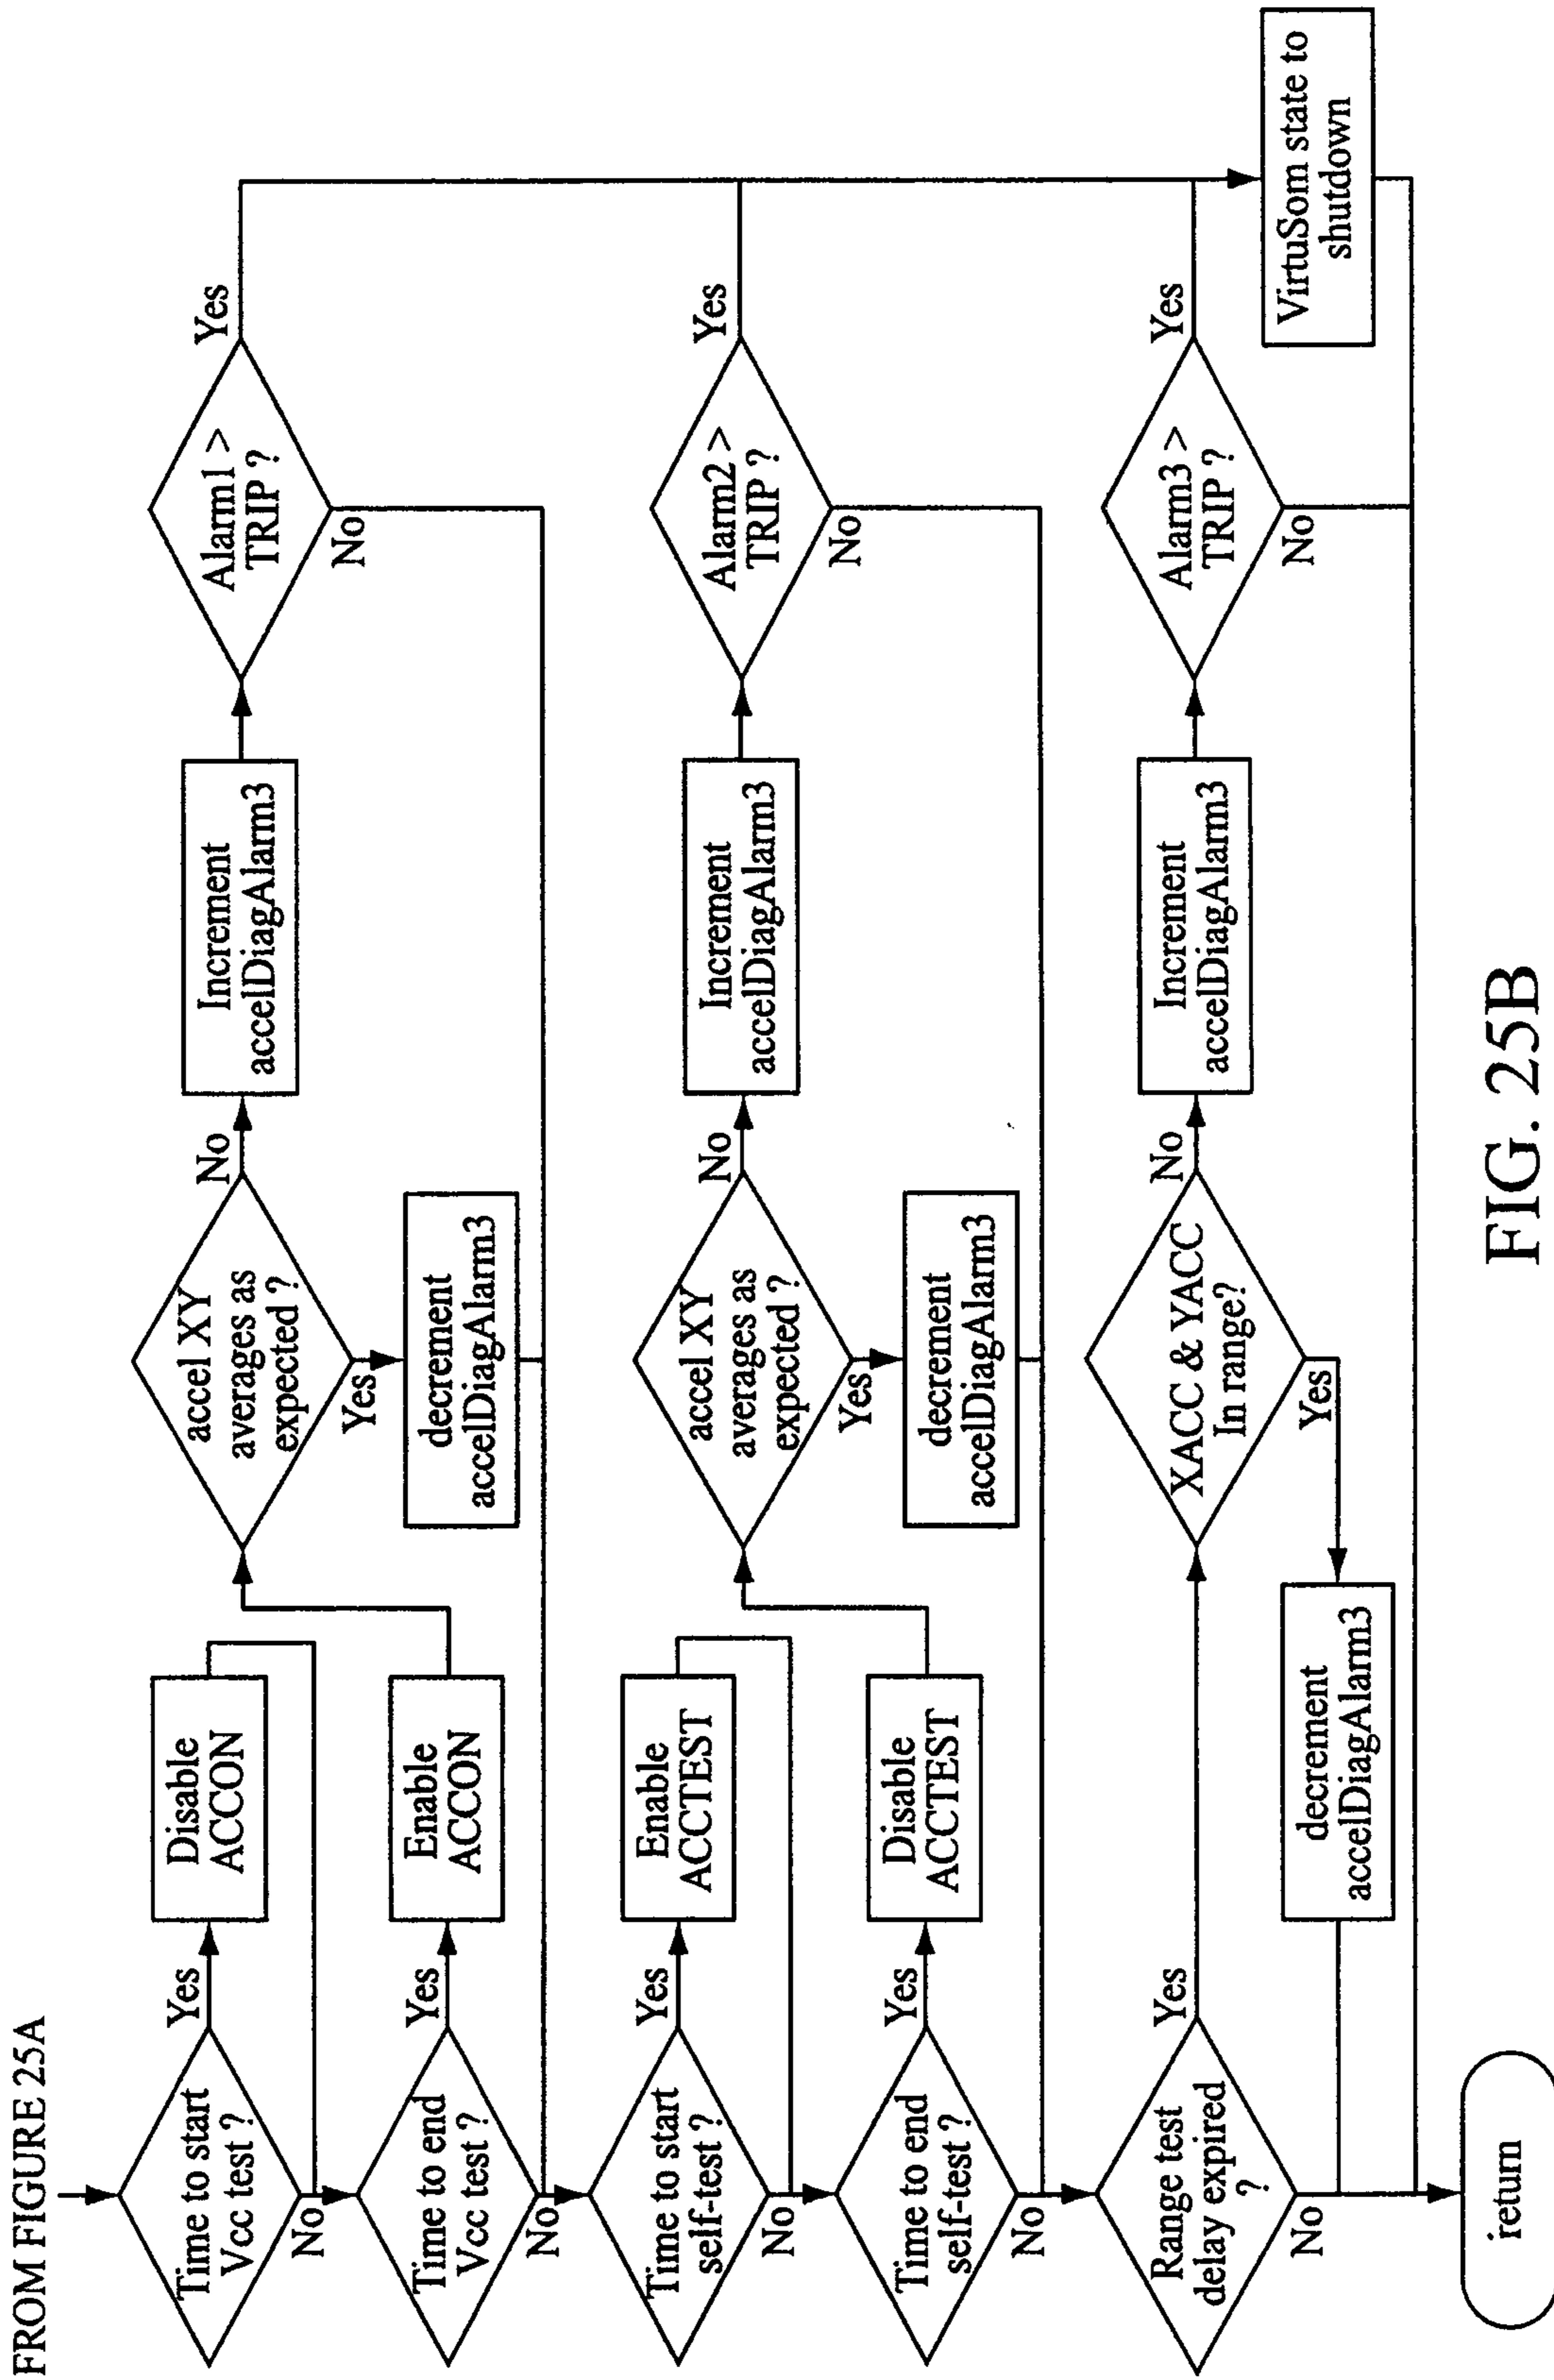 FROM FIGURE 25A
Time to start
Vcc test ?
Yes
No
Disable
ACCON
Time to end
Vcc test ?
Yes
No
Enable
ACCON
accel XY
averages as
expected ?
No
Yes
decrement
accelDiagAlarm3
Increment
accelDiagAlarm3
Alarm1 >
TRIP ?
Yes
No
Time to start
self-test ?
Yes
No
Enable
ACCTEST
Time to end
self-test ?
Yes
No
Disable
ACCTEST
accel XY
averages as
expected ?
No
Yes
decrement
accelDiagAlarm3
Increment
accelDiagAlarm3
Alarm2 >
TRIP ?
Yes
No
Range test
delay expired
?
Yes
No
XACC & YACC
In range?
No
Yes
decrement
accelDiagAlarm3
Increment
accelDiagAlarm3
Alarm3 >
TRIP ?
Yes
No
VirtuSom state to
shutdown
return
FIG. 25B